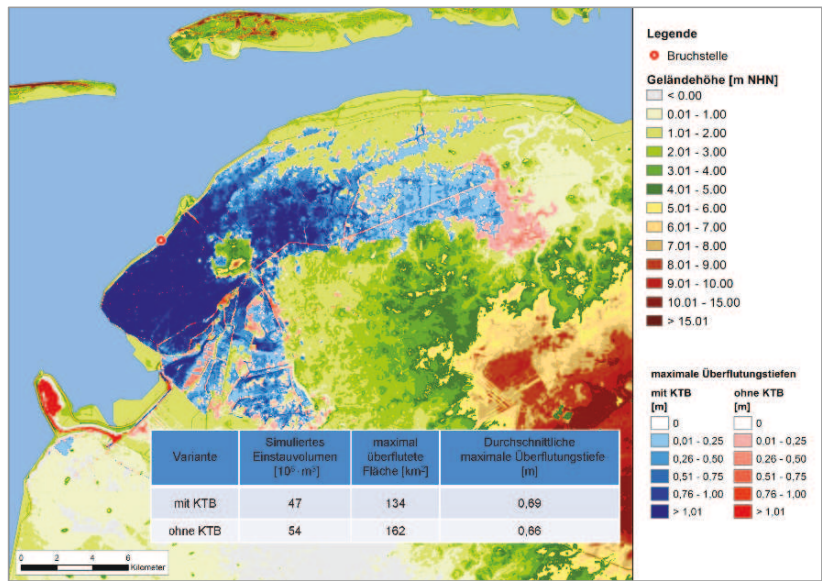 Legende
Bruchstelle
Geländehöhe [m NHN]
< 0.00
0.01 - 1.00
1.01 - 2.00
2.01 - 3.00
3.01 - 4.00
4.01 - 5.00
5.01 - 6.00
6.01 - 7.00
7.01 - 8.00
8.01 - 9.00
9.01 - 10.00
10.01 - 15.00
> 15.01
maximale Überflutungstiefen
mit KTB ohne KTB
[m] [m]
0 0
0,01 - 0,25 0.01 - 0.25
0,26 - 0,50 0.26 - 0.50
0,51 - 0,75 0.51 - 0.75
0,76 - 1,00 0.76 - 1.00
> 1,01 > 1,01
Variante Simuliertes Einstauvolumen [10⁶·m³] maximal überflutete Fläche [km²] Durchschnittliche maximale Überflutungstiefe [m]
mit KTB 47 134 0,69
ohne KTB 54 162 0,66
0 2 4 6
Kilometer